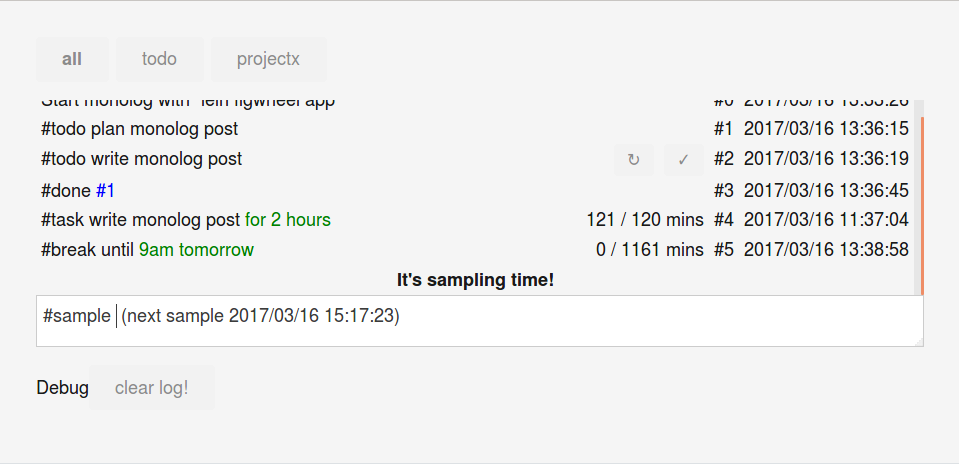 all todo projectx
Start monolog with `lein figwheel app` #0 2017/03/16 13:35:28
#todo plan monolog post #1 2017/03/16 13:36:15
#todo write monolog post ↻ ✓ #2 2017/03/16 13:36:19
#done #1 #3 2017/03/16 13:36:45
#task write monolog post for 2 hours 121 / 120 mins #4 2017/03/16 11:37:04
#break until 9am tomorrow 0 / 1161 mins #5 2017/03/16 13:38:58
It's sampling time!
#sample (next sample 2017/03/16 15:17:23)
Debug clear log!